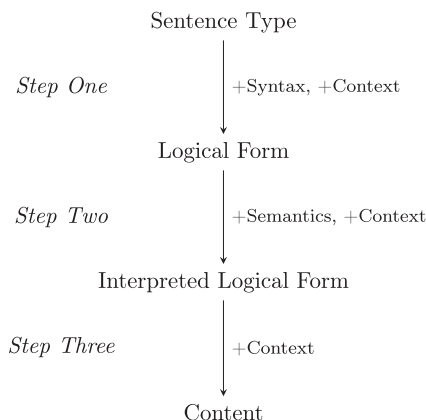 Sentence Type
Step One
+Syntax, +Context
Logical Form
Step Two
+Semantics, +Context
Interpreted Logical Form
Step Three
+Context
Content